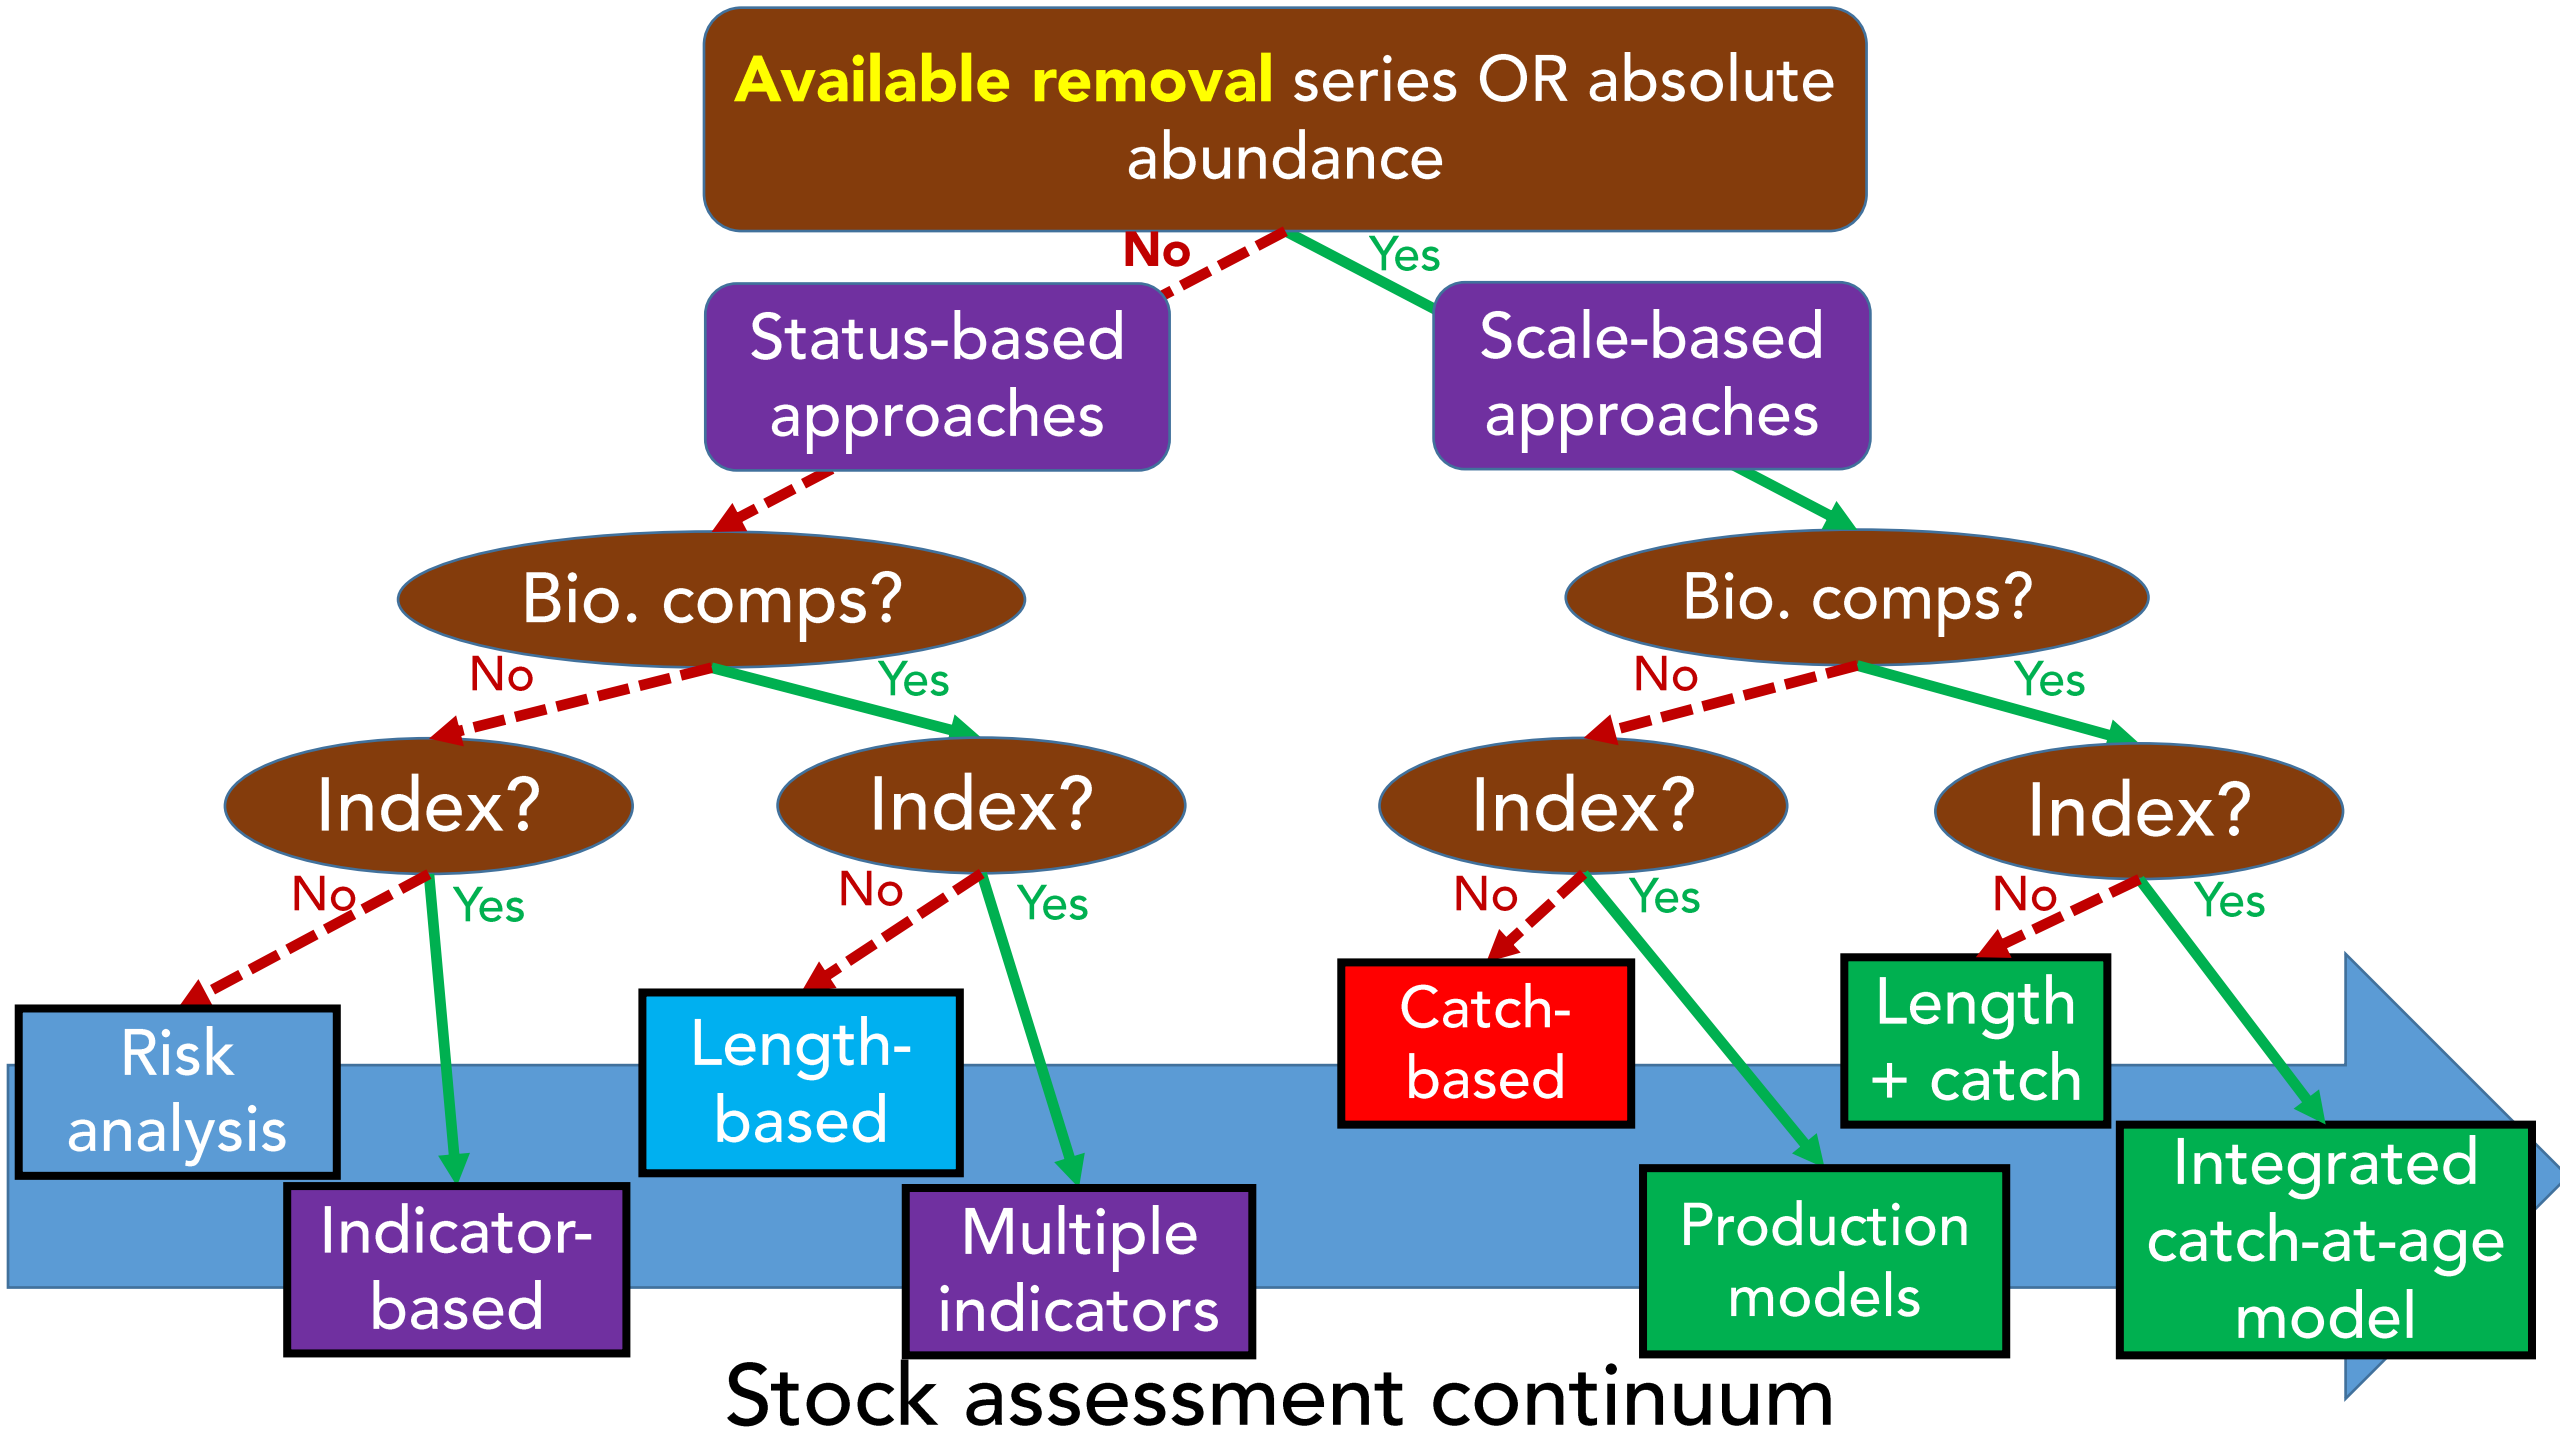 Available removal series OR absolute
abundance
No
Yes
Status-based
approaches
Scale-based
approaches
Bio. comps?
Bio. comps?
No
Yes
No
Yes
Index?
Index?
Index?
Index?
No
Yes
No
Yes
No
Yes
No
Yes
Risk
analysis
Indicator-
based
Length-
based
Multiple
indicators
Catch-
based
Production
models
Length
+ catch
Integrated
catch-at-age
model
Stock assessment continuum